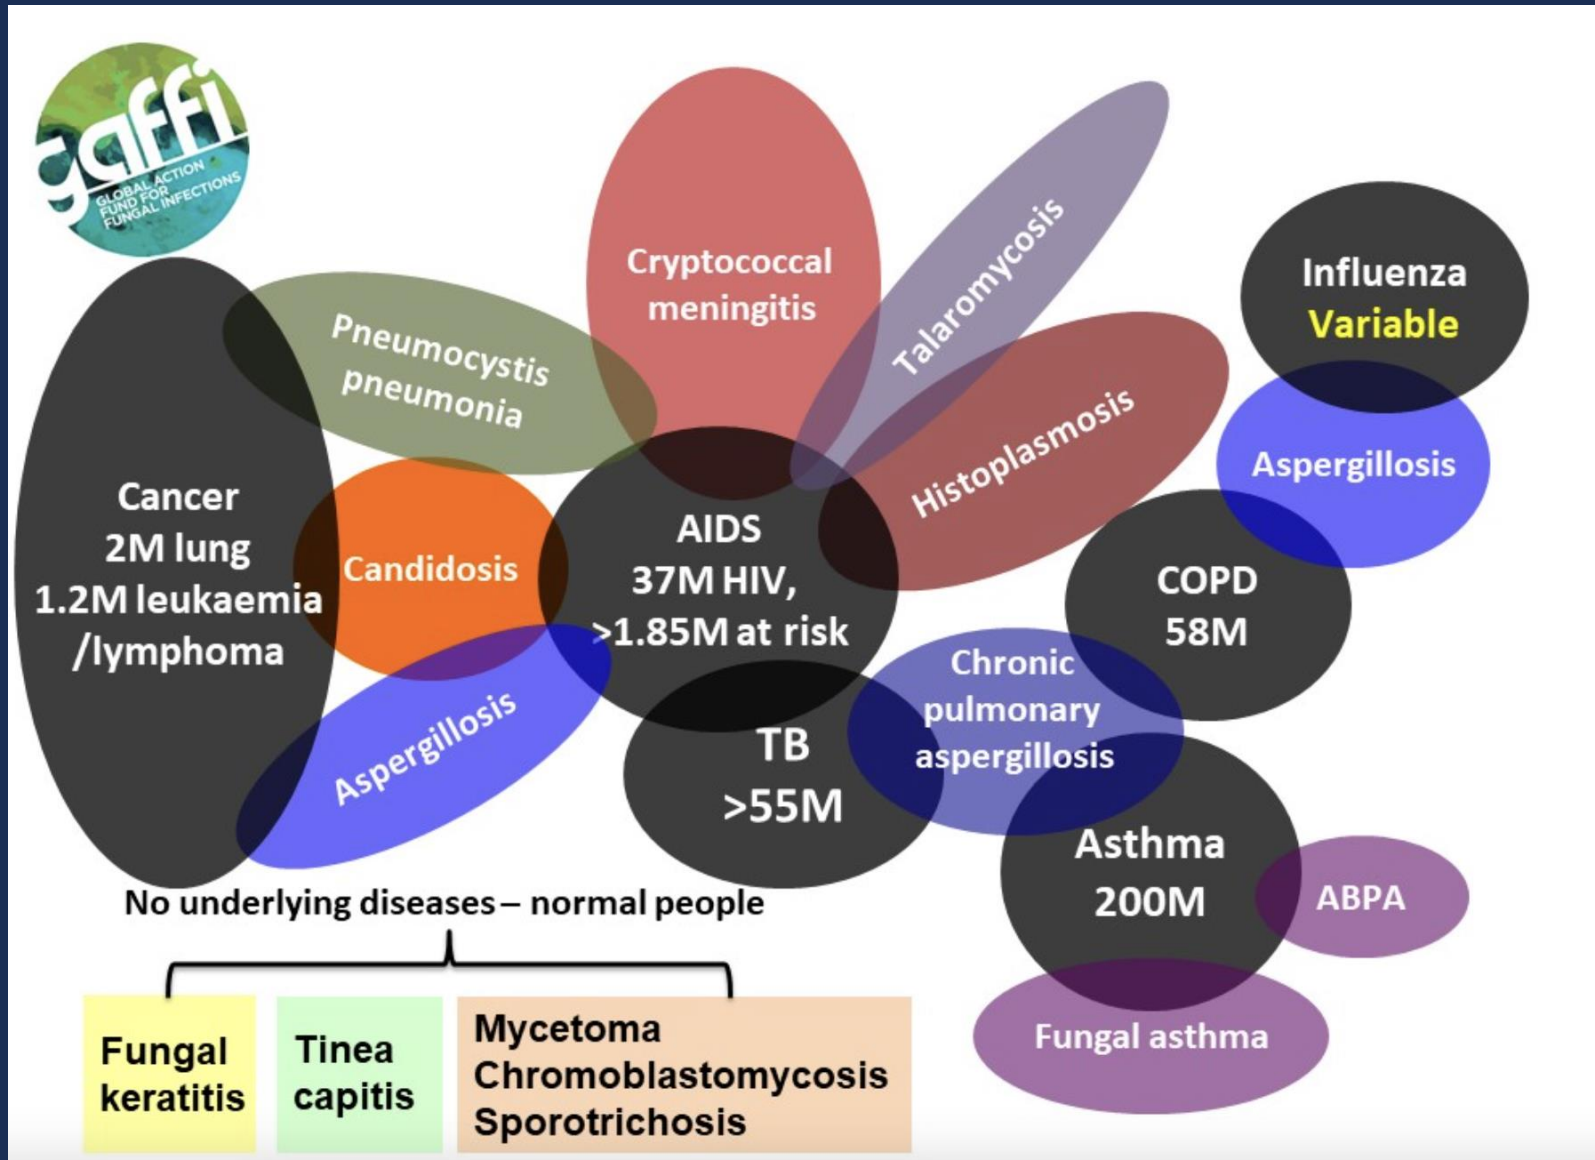 gaffi
GLOBAL ACTION
FUND FOR
FUNGAL INFECTIONS
Cryptococcal
meningitis
Talaromycosis
Influenza
Variable
Pneumocystis
pneumonia
Histoplasmosis
Aspergillosis
Cancer
2M lung
1.2M leukaemia
/lymphoma
Candidosis
AIDS
37M HIV,
>1.85M at risk
COPD
58M
Aspergillosis
Chronic
pulmonary
aspergillosis
TB
>55M
Asthma
200M
ABPA
Fungal asthma
No underlying diseases – normal people
Fungal
keratitis
Tinea
capitis
Mycetoma
Chromoblastomycosis
Sporotrichosis